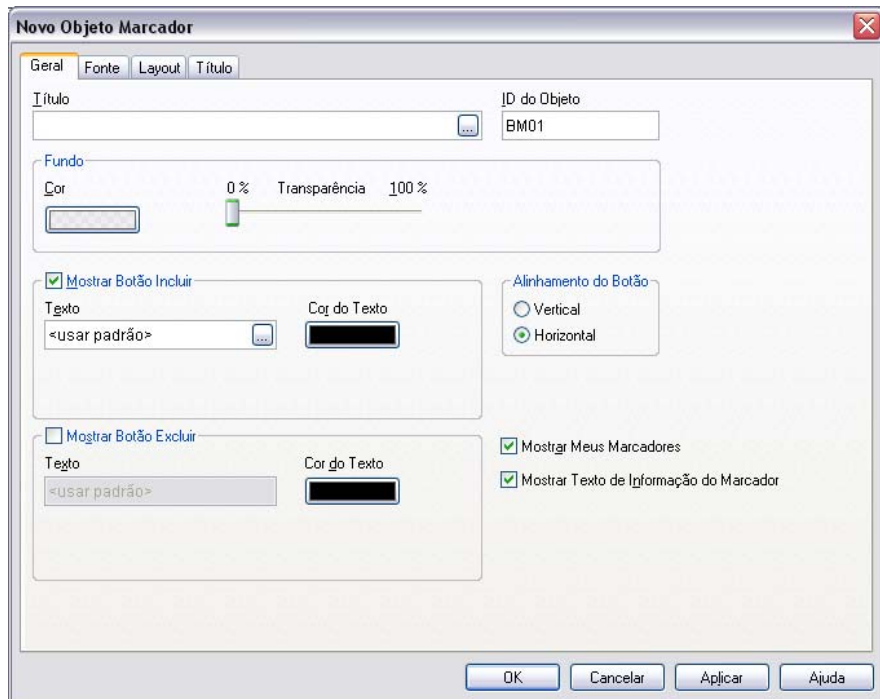 Novo Objeto Marcador
Geral Fonte Layout Título
Título ID do Objeto
... BM01
Fundo
Cor 0 % Transparência 100 %
Mostrar Botão Incluir Alinhamento do Botão
Texto Cor do Texto Vertical
<usar padrão> ... Horizontal
Mostrar Botão Excluir Mostrar Meus Marcadores
Texto Cor do Texto Mostrar Texto de Informação do Marcador
<usar padrão>
OK Cancelar Aplicar Ajuda